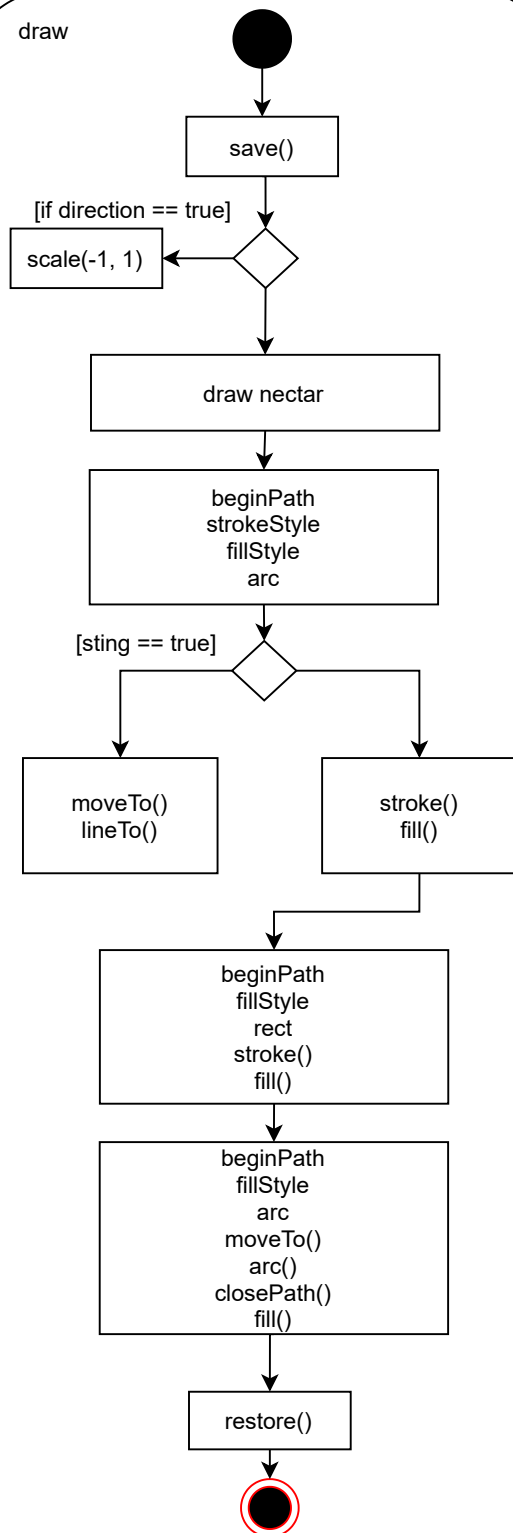 draw
save()
[if direction == true]
scale(-1, 1)
draw nectar
beginPath
strokeStyle
fillStyle
arc
[sting == true]
moveTo()
lineTo()
stroke()
fill()
beginPath
fillStyle
rect
stroke()
fill()
beginPath
fillStyle
arc
moveTo()
arc()
closePath()
fill()
restore()